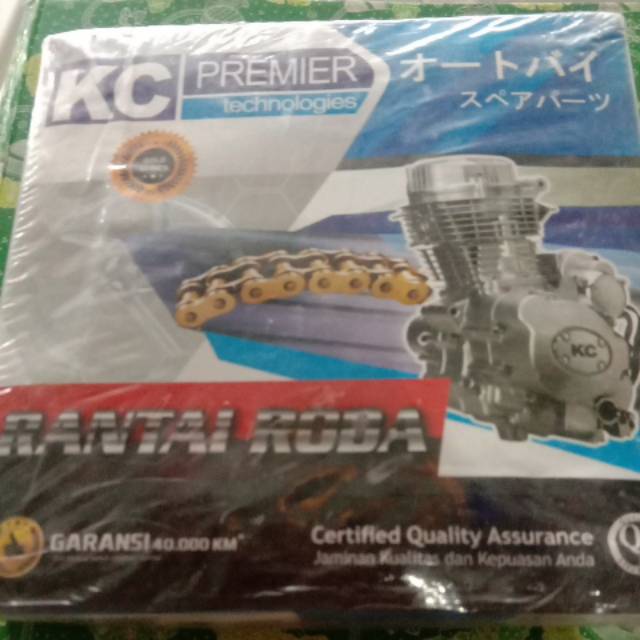 KC PREMIER
technologies
オートバイ
スペアパーツ
KC
RANTAI RODA
GARANSI 40.000 KM*
Certified Quality Assurance
Jaminan Kualitas dan Kepuasan Anda